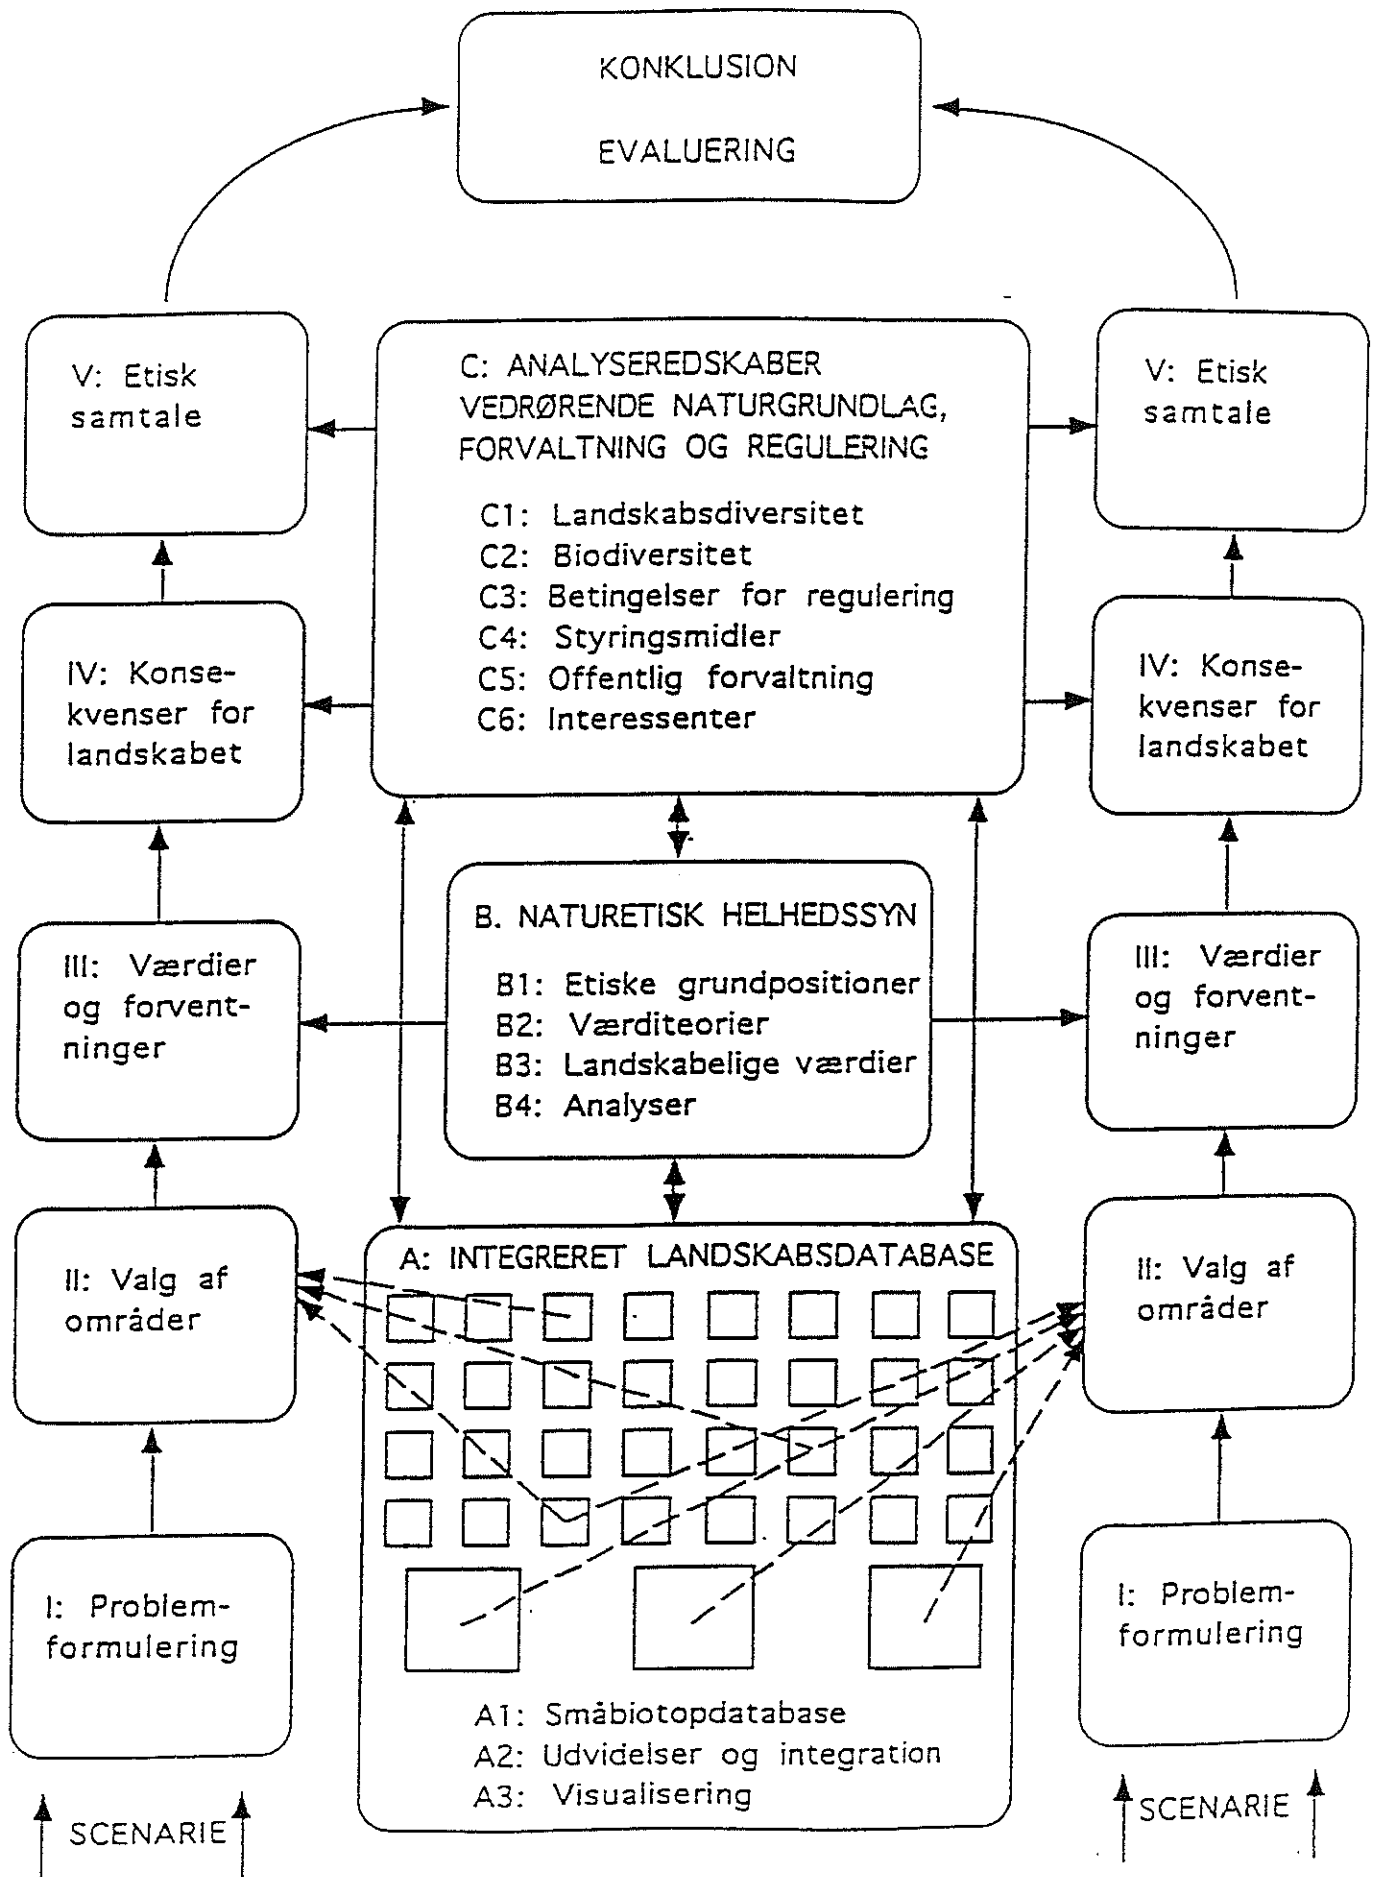 KONKLUSION
EVALUERING
V: Etisk
samtale
C: ANALYSEREDSKABER
VEDRØRENDE NATURGRUNDLAG,
FORVALTNING OG REGULERING
C1: Landskabsdiversitet
C2: Biodiversitet
C3: Betingelser for regulering
C4: Styringsmidler
C5: Offentlig forvaltning
C6: Interessenter
V: Etisk
samtale
IV: Konse-
kvenser for
landskabet
IV: Konse-
kvenser for
landskabet
III: Værdier
og forvent-
ninger
B. NATURETISK HELHEDSSYN
B1: Etiske grundpositioner
B2: Værditeorier
B3: Landskabelige værdier
B4: Analyser
III: Værdier
og forvent-
ninger
II: Valg af
områder
A: INTEGRERET LANDSKABSDATABASE
II: Valg af
områder
I: Problem-
formulering
I: Problem-
formulering
A1: Småbiotopdatabase
A2: Udvidelser og integration
A3: Visualisering
SCENARIE
SCENARIE